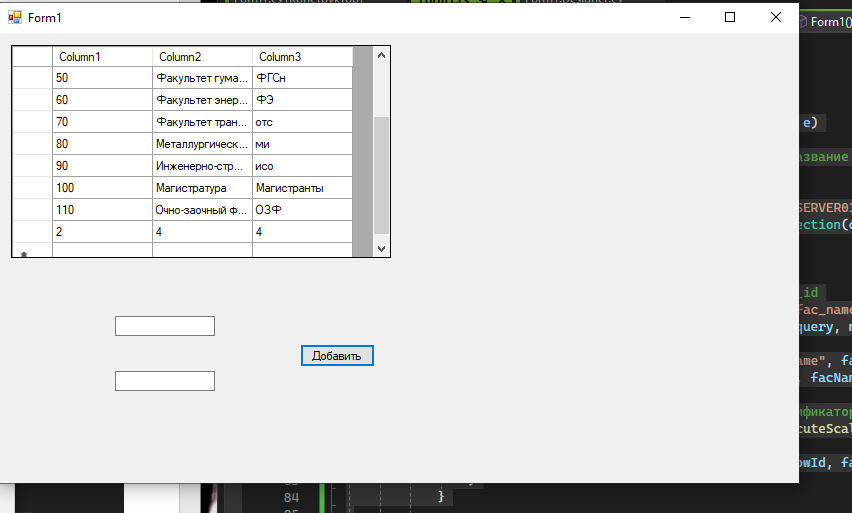 Form1
Form1()
Column1 Column2 Column3
50 Факультет гума... ФГСн
60 Факультет энер... ФЭ
70 Факультет тран... отс
80 Металлургическ... ми
90 Инженерно-стр... исо
100 Магистратура Магистранты
110 Очно-заочный ф... ОЗФ
2 4 4
Добавить
e)
азвание
SERVER01
ection(
_id
fac_name
query,
ame", fa
, facNam
ификатор
cuteScal
owId, fa
84 }